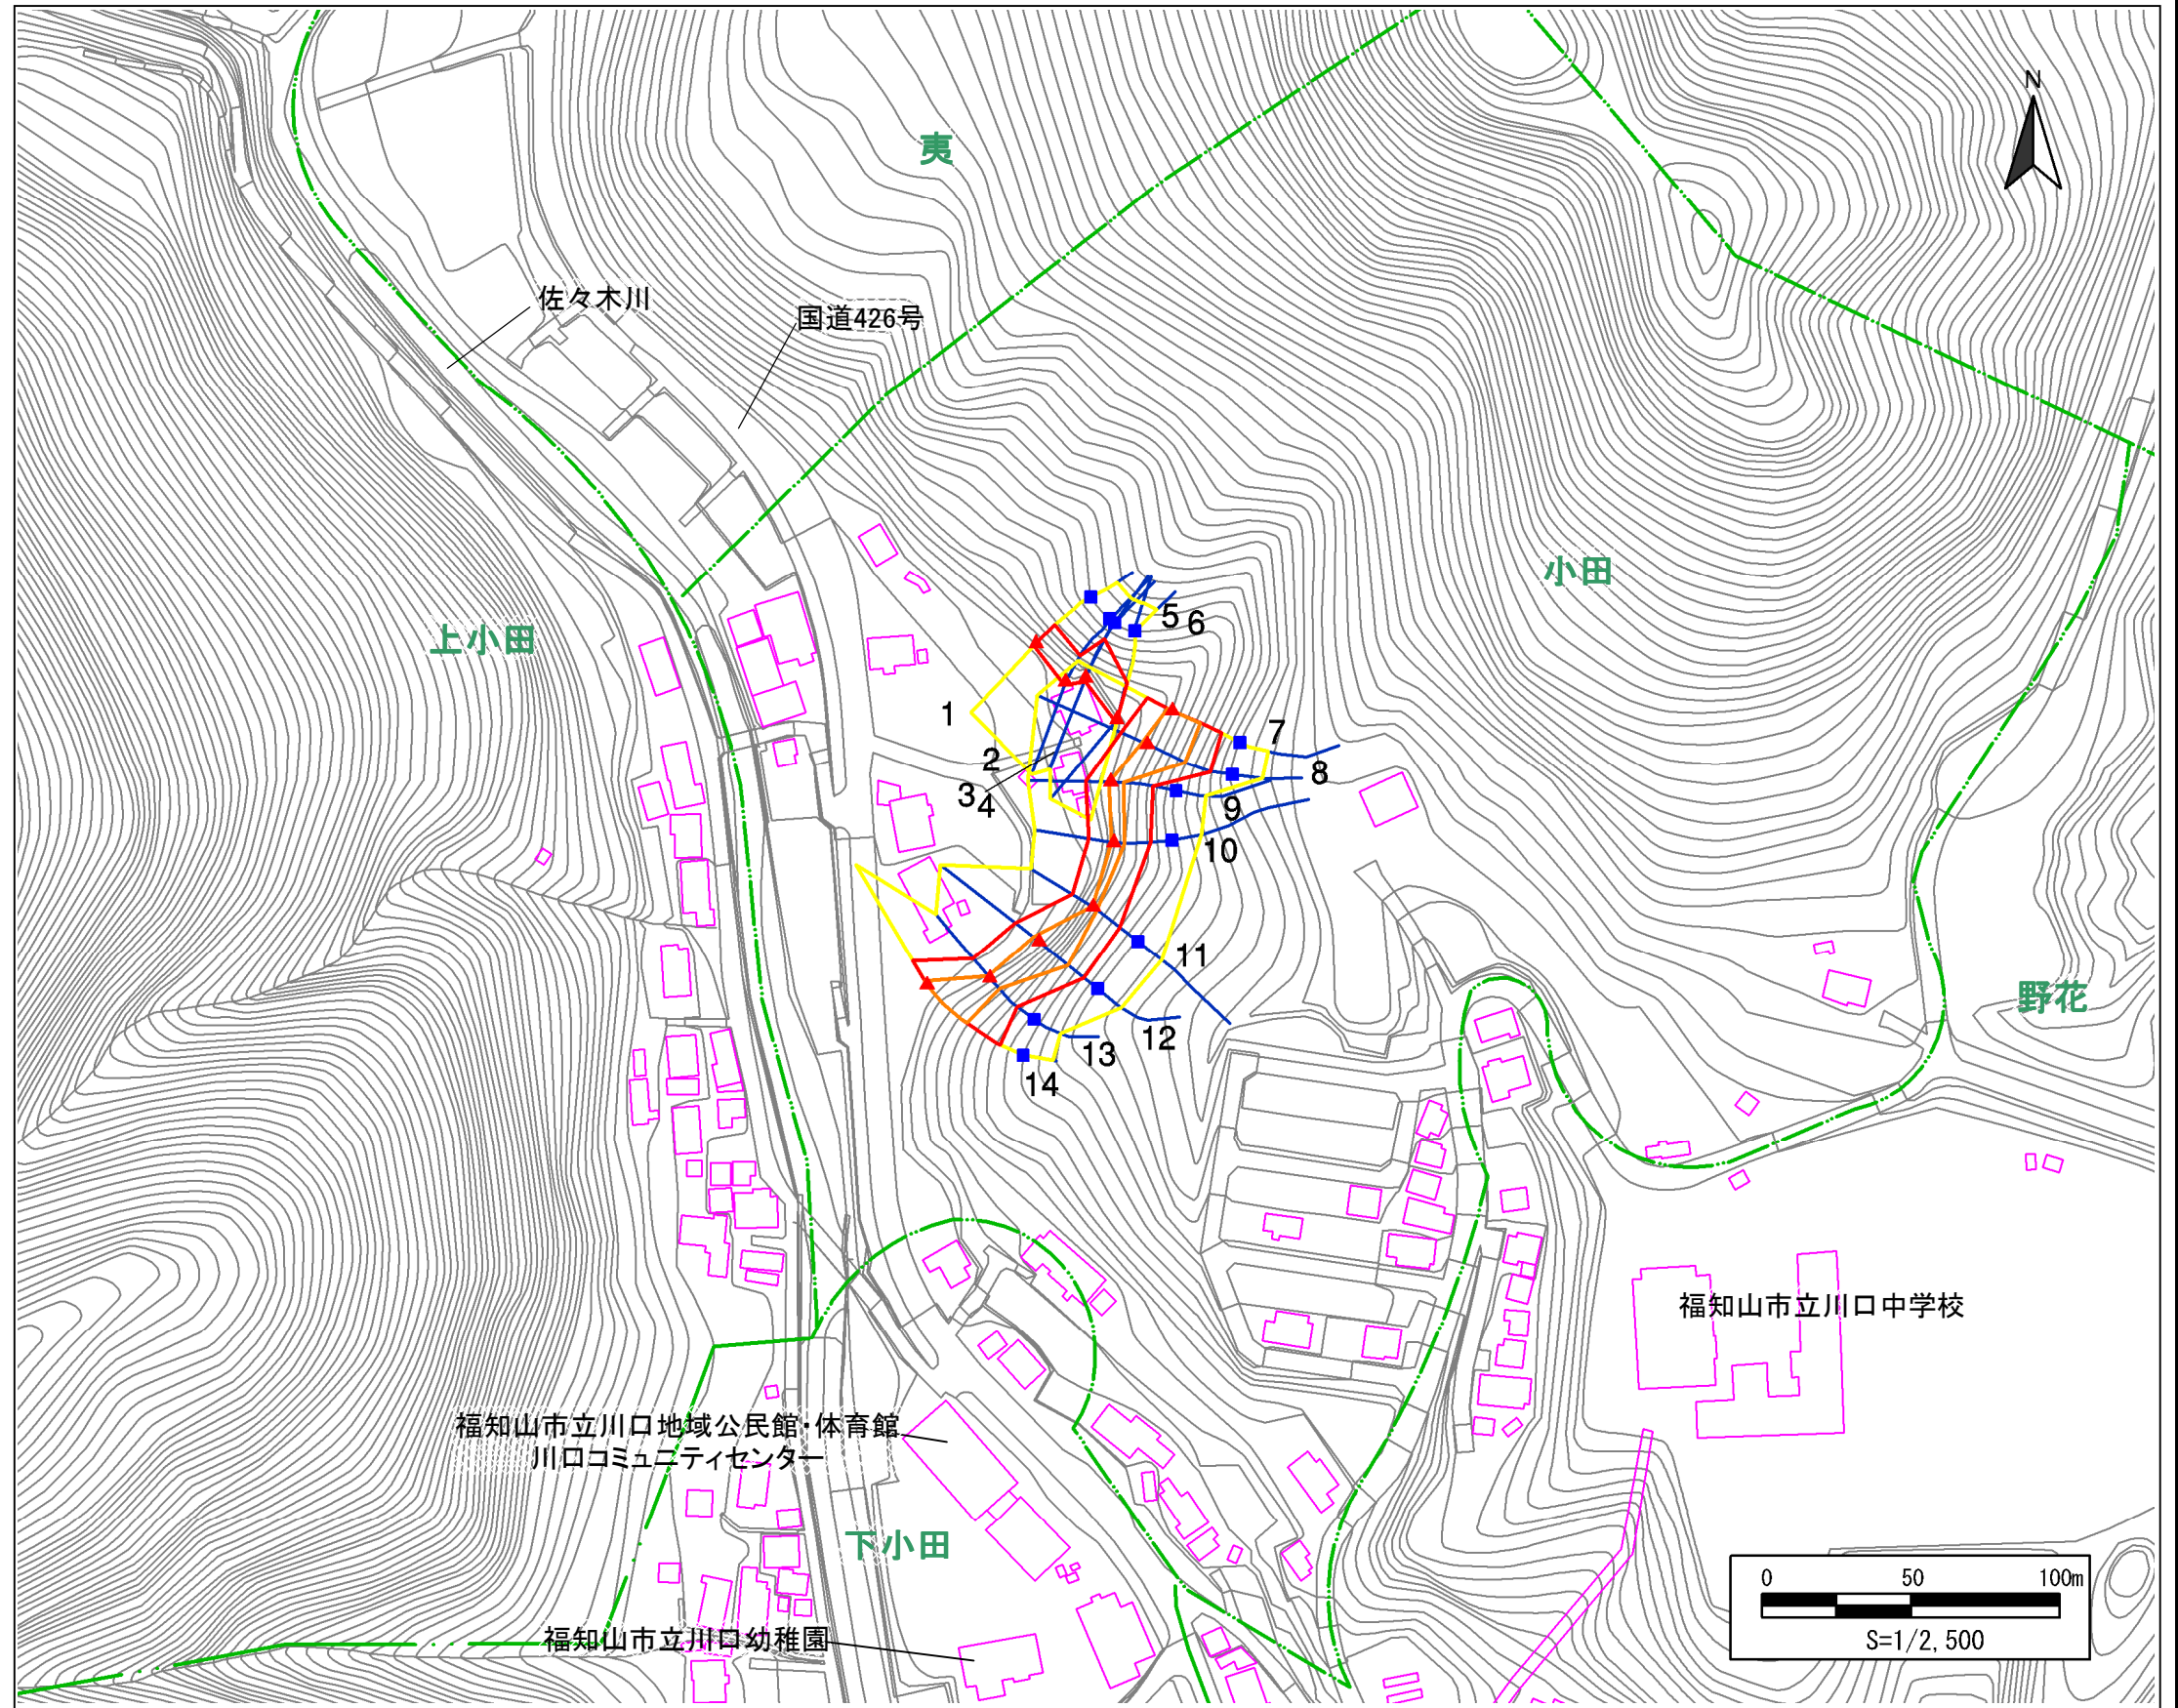 N
夷
佐々木川
国道426号
小田
上小田
5
6
1
7
2
8
3
4
9
10
11
野花
12
13
14
福知山市立川口中学校
福知山市立川口地域公民館・体育館
川口コミュニティセンター
下小田
0 50 100m
S=1/2,500
福知山市立川口幼稚園